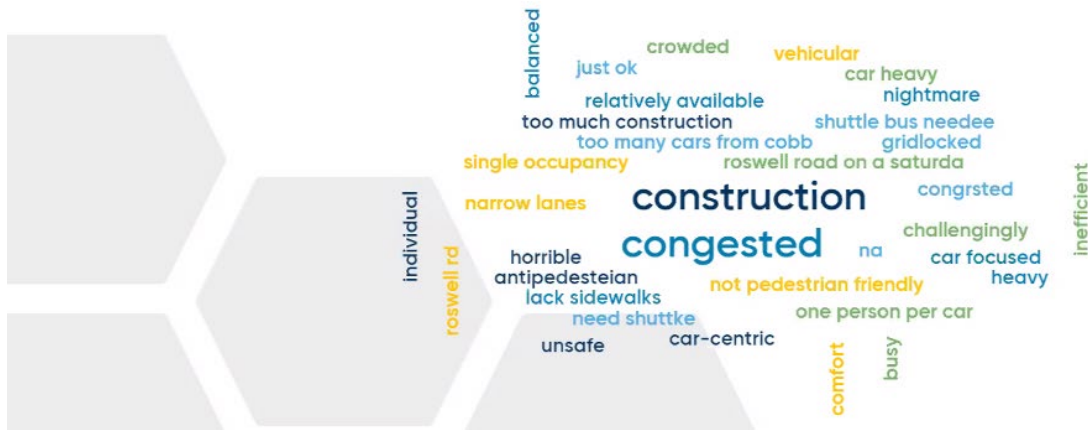 balanced
crowded
vehicular
just ok
car heavy
relatively available
nightmare
too much construction
shuttle bus needee
too many cars from cobb
gridlocked
single occupancy
roswell road on a saturda
construction
congrsted
individual
narrow lanes
inefficient
congested
challengingly
na
roswell rd
horrible
car focused
antipedesteian
not pedestrian friendly
heavy
lack sidewalks
need shuttke
one person per car
unsafe
car-centric
comfort
busy